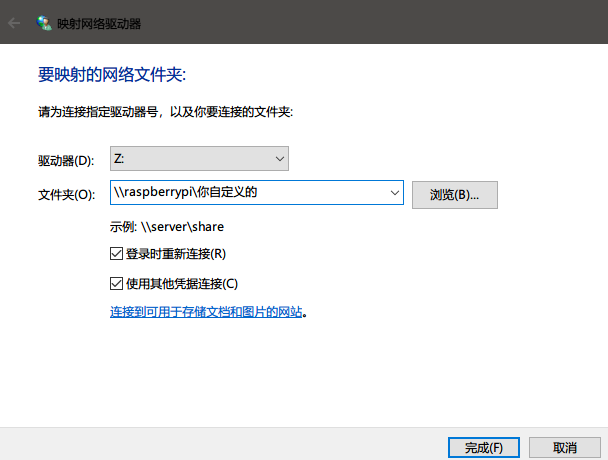 映射网络驱动器
要映射的网络文件夹:
请为连接指定驱动器号，以及你要连接的文件夹:
驱动器(D): Z:
文件夹(O): \\raspberrypi\你自定义的 浏览(B)...
示例: \\server\share
登录时重新连接(R)
使用其他凭据连接(C)
连接到可用于存储文档和图片的网站。
完成(F) 取消